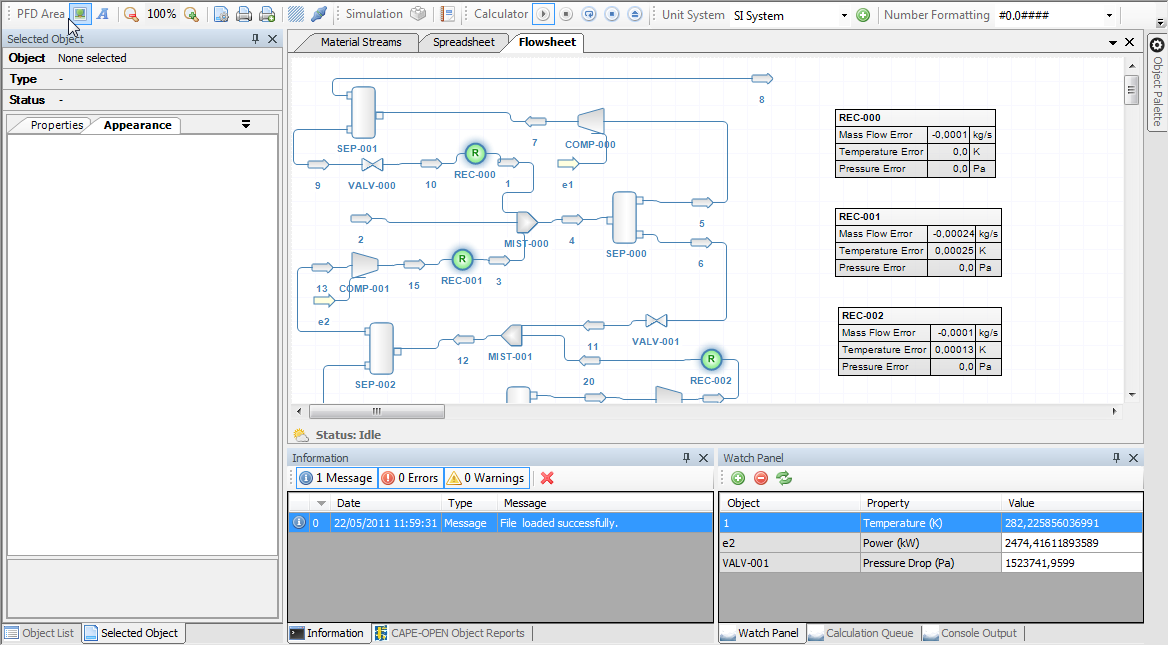 PFD Area 100% Simulation Calculator Unit System SI System Number Formatting #0.0####
Selected Object
Object None selected
Type -
Status -
Properties Appearance
Material Streams Spreadsheet Flowsheet
Object Palette
8
SEP-001
7
COMP-000
9
VALV-000
10
R
REC-000
1
e1
2
MIST-000
4
SEP-000
5
6
13
COMP-001
15
R
REC-001
3
e2
SEP-002
12
MIST-001
11
VALV-001
20
R
REC-002
REC-000
Mass Flow Error -0,0001 kg/s
Temperature Error 0,0 K
Pressure Error 0,0 Pa
REC-001
Mass Flow Error -0,00024 kg/s
Temperature Error 0,00025 K
Pressure Error 0,0 Pa
REC-002
Mass Flow Error -0,0001 kg/s
Temperature Error 0,00013 K
Pressure Error 0,0 Pa
Status: Idle
Information
1 Message 0 Errors 0 Warnings
Date Type Message
0 22/05/2011 11:59:31 Message File loaded successfully.
Watch Panel
Object Property Value
1 Temperature (K) 282,225856036991
e2 Power (kW) 2474,41611893589
VALV-001 Pressure Drop (Pa) 1523741,9599
Object List Selected Object
Information CAPE-OPEN Object Reports
Watch Panel Calculation Queue Console Output